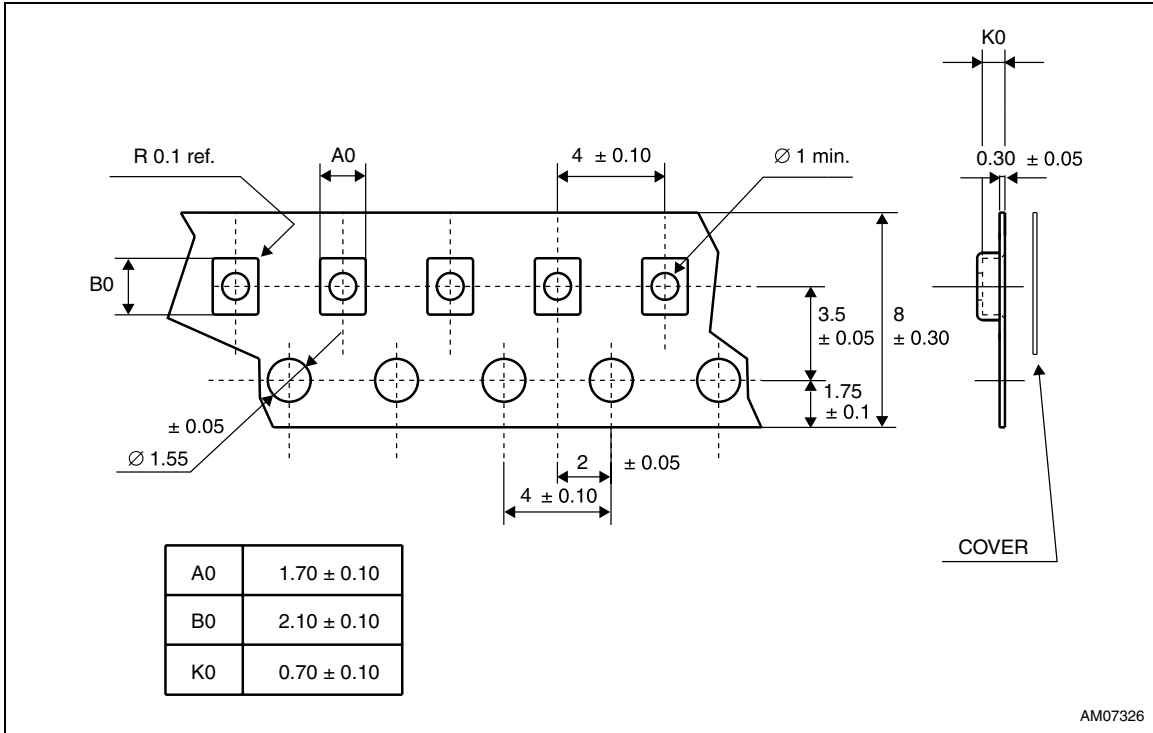 K0
R 0.1 ref.
A0
4 ± 0.10
∅ 1 min.
0.30 ± 0.05
B0
3.5
± 0.05
8
± 0.30
1.75
± 0.1
± 0.05
∅ 1.55
2 ± 0.05
4 ± 0.10
COVER
A0 1.70 ± 0.10
B0 2.10 ± 0.10
K0 0.70 ± 0.10
AM07326